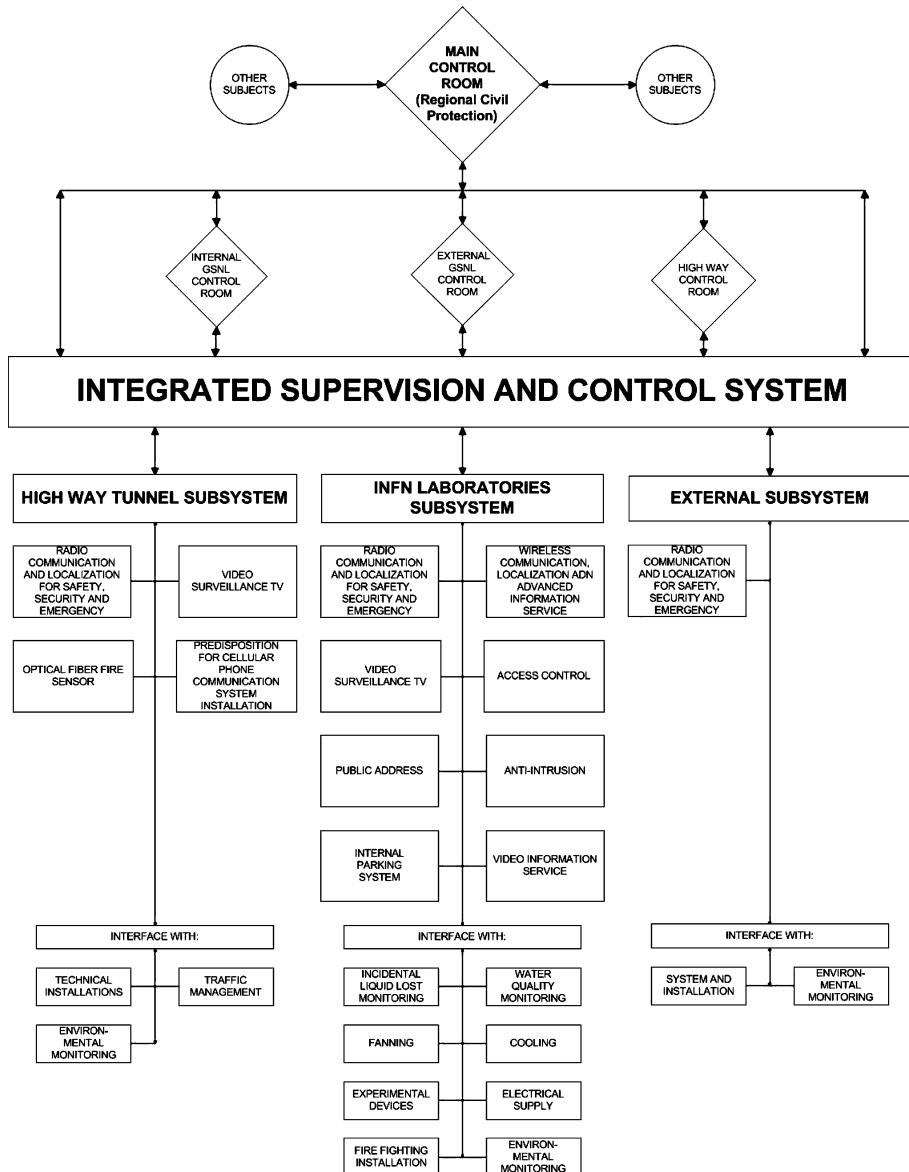 MAIN
CONTROL
ROOM
(Regional Civil
Protection)
OTHER
SUBJECTS
OTHER
SUBJECTS
INTERNAL
GSNL
CONTROL
ROOM
EXTERNAL
GSNL
CONTROL
ROOM
HIGH WAY
CONTROL
ROOM
INTEGRATED SUPERVISION AND CONTROL SYSTEM
HIGH WAY TUNNEL SUBSYSTEM
RADIO
COMMUNICATION
AND LOCALIZATION
FOR SAFETY,
SECURITY AND
EMERGENCY
VIDEO
SURVEILLANCE TV
OPTICAL FIBER FIRE
SENSOR
PREDISPOSITION
FOR CELLULAR
PHONE
COMMUNICATION
SYSTEM
INSTALLATION
INTERFACE WITH:
TECHNICAL
INSTALLATIONS
TRAFFIC
MANAGEMENT
ENVIRON-
MENTAL
MONITORING
INFN LABORATORIES
SUBSYSTEM
RADIO
COMMUNICATION
AND LOCALIZATION
FOR SAFETY,
SECURITY AND
EMERGENCY
WIRELESS
COMMUNICATION,
LOCALIZATION ADN
ADVANCED
INFORMATION
SERVICE
VIDEO
SURVEILLANCE TV
ACCESS CONTROL
PUBLIC ADDRESS
ANTI-INTRUSION
INTERNAL
PARKING
SYSTEM
VIDEO INFORMATION
SERVICE
INTERFACE WITH:
INCIDENTAL
LIQUID LOST
MONITORING
WATER
QUALITY
MONITORING
FANNING
COOLING
EXPERIMENTAL
DEVICES
ELECTRICAL
SUPPLY
FIRE FIGHTING
INSTALLATION
ENVIRON-
MENTAL
MONITORING
EXTERNAL SUBSYSTEM
RADIO
COMMUNICATION
AND LOCALIZATION
FOR SAFETY,
SECURITY AND
EMERGENCY
INTERFACE WITH:
SYSTEM AND
INSTALLATION
ENVIRON-
MENTAL
MONITORING